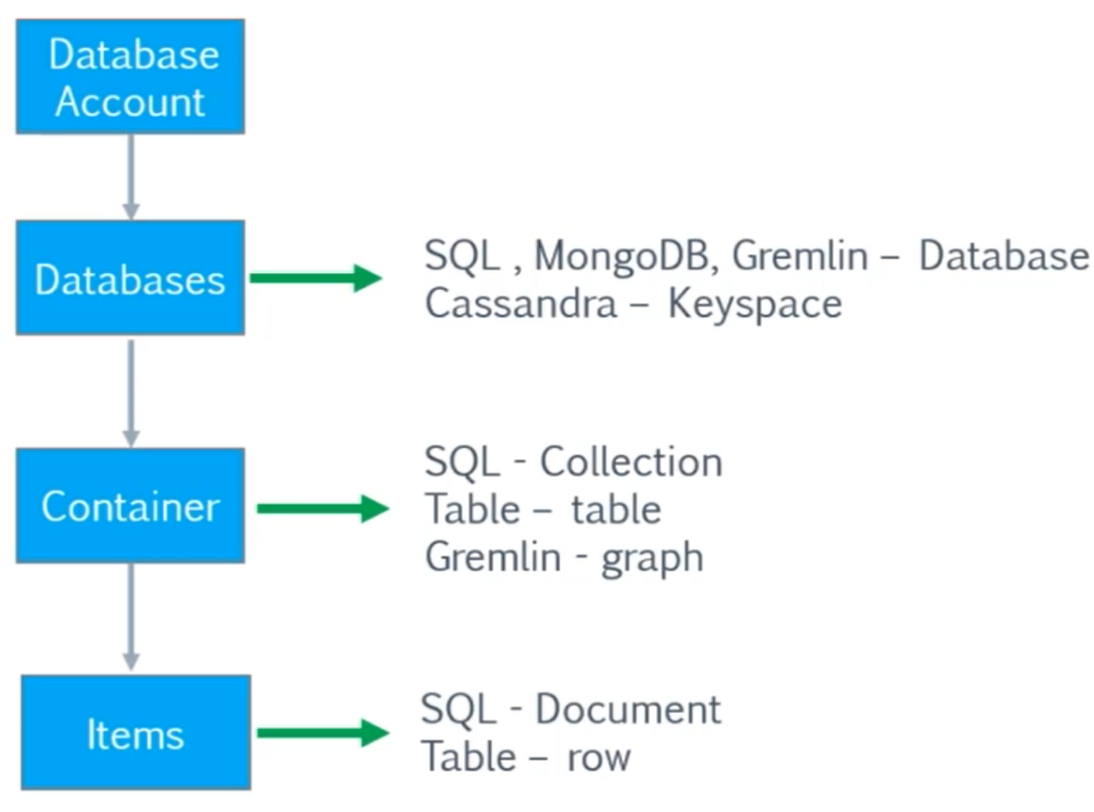 Database
Account
Databases
SQL , MongoDB, Gremlin – Database
Cassandra – Keyspace
Container
SQL - Collection
Table – table
Gremlin - graph
Items
SQL - Document
Table – row